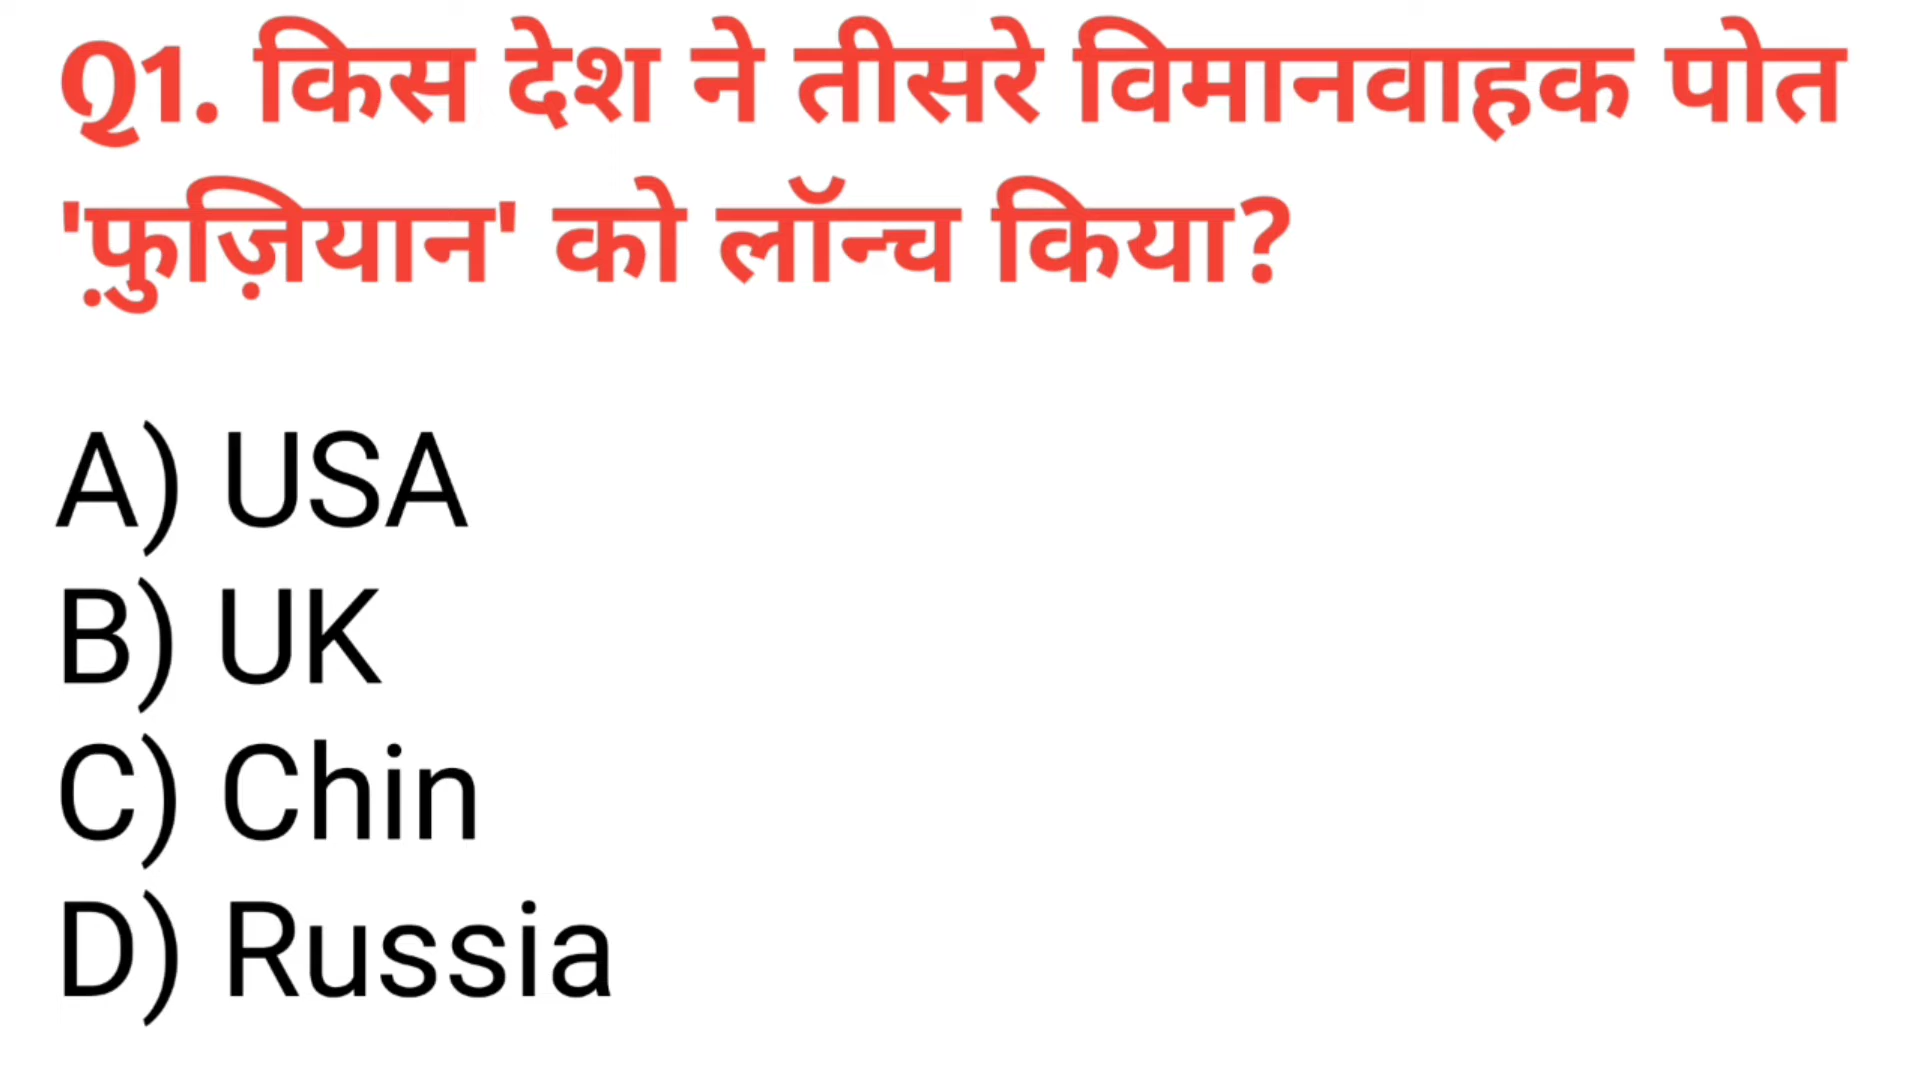 Q1. किस देश ने तीसरे विमानवाहक पोत
'फ़ुज़ियान' को लॉन्च किया?
A) USA
B) UK
C) Chin
D) Russia